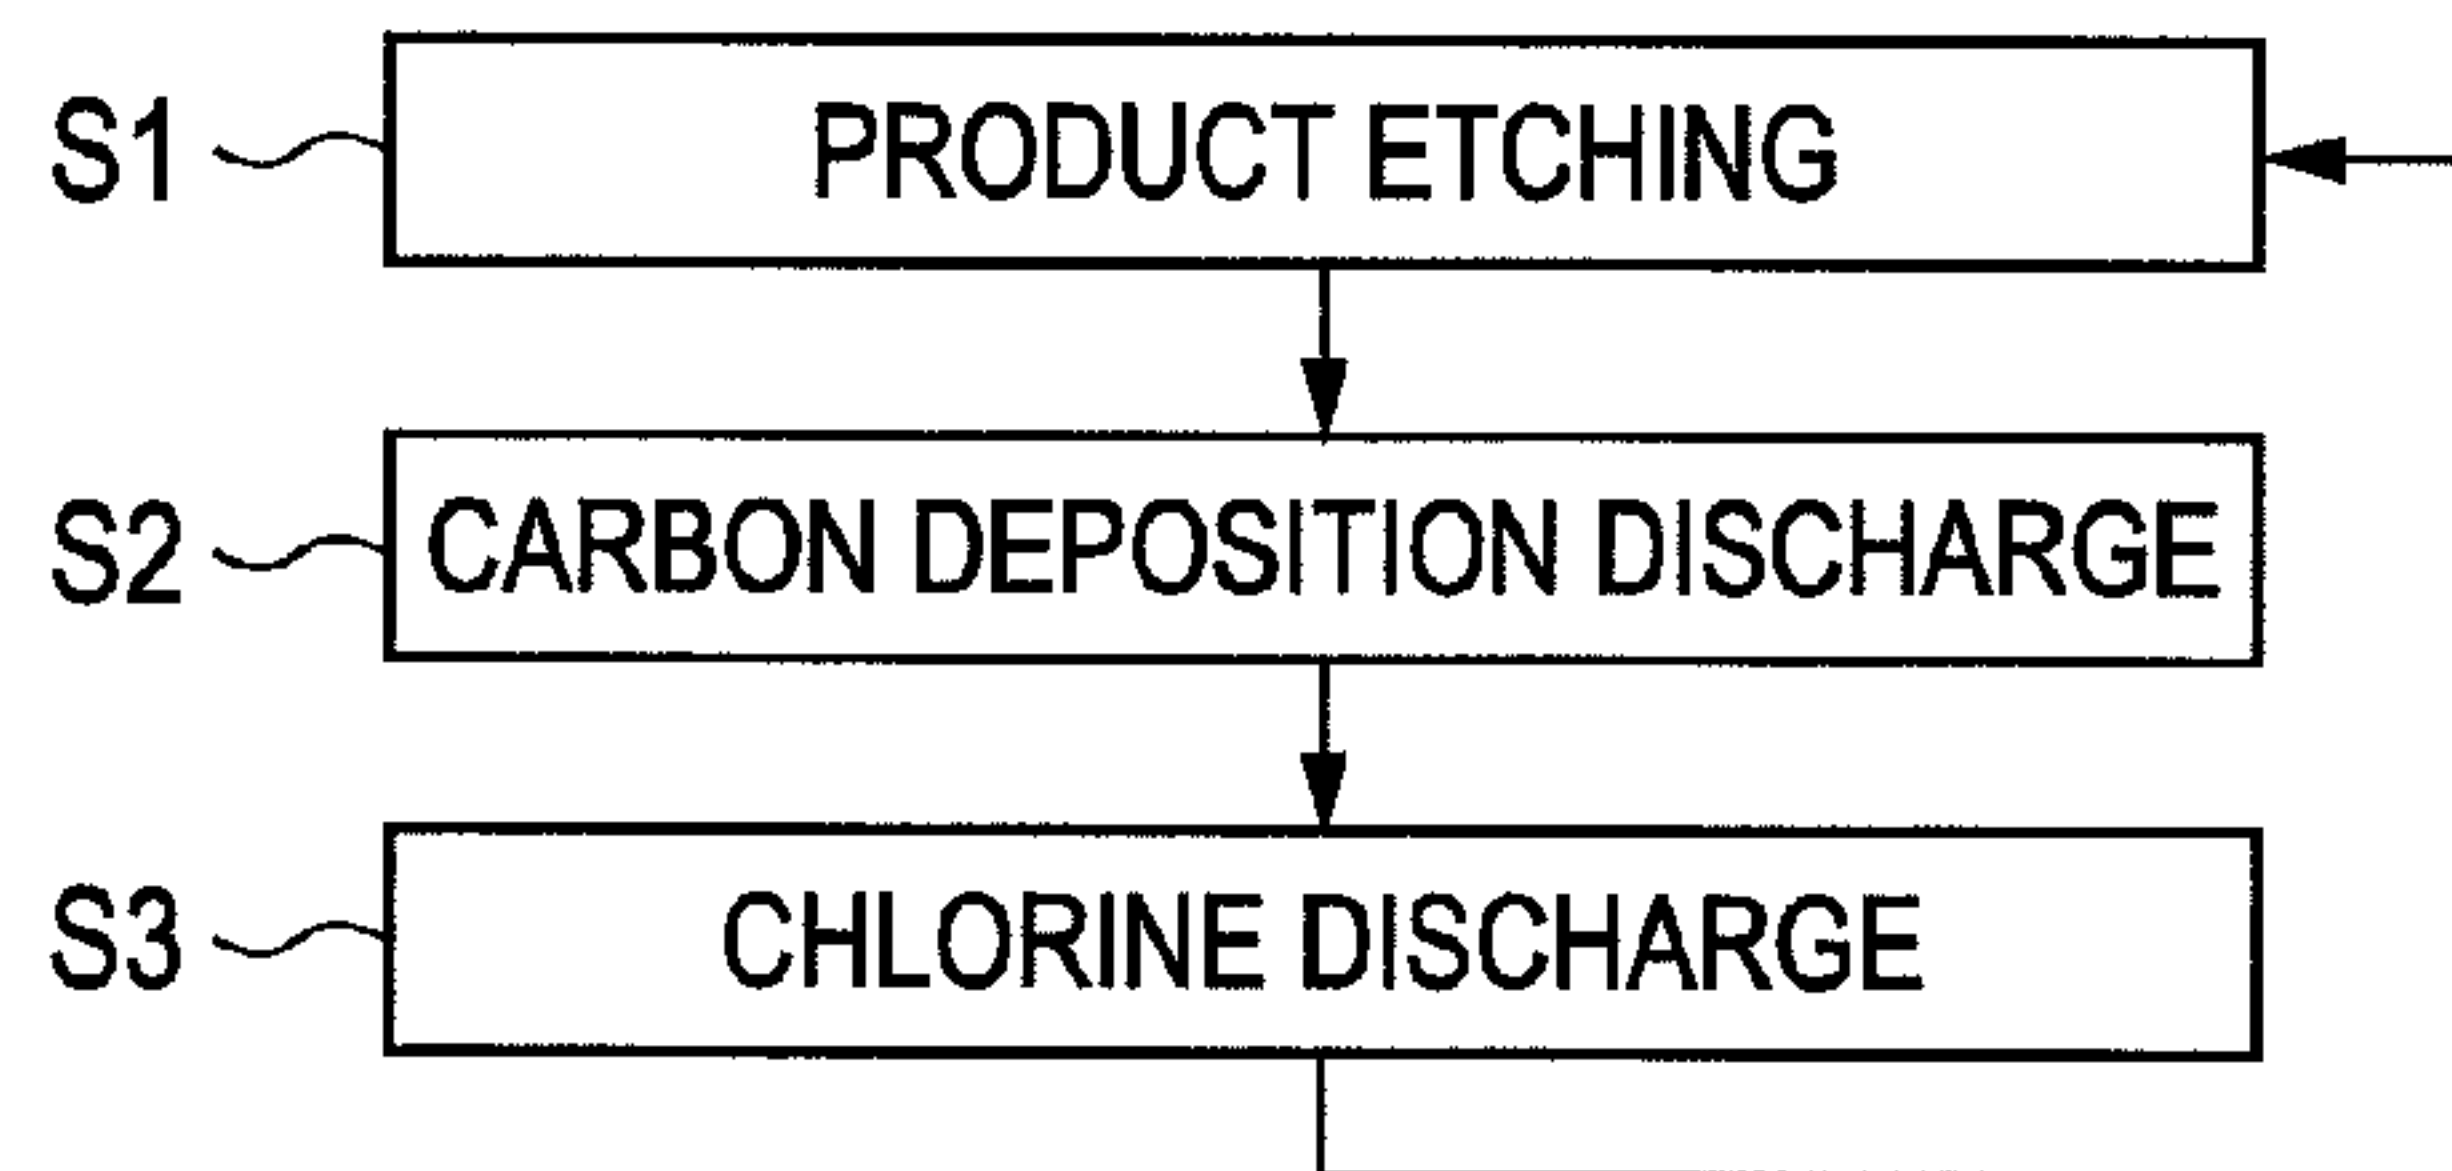 S1 PRODUCT ETCHING
S2 CARBON DEPOSITION DISCHARGE
S3 CHLORINE DISCHARGE